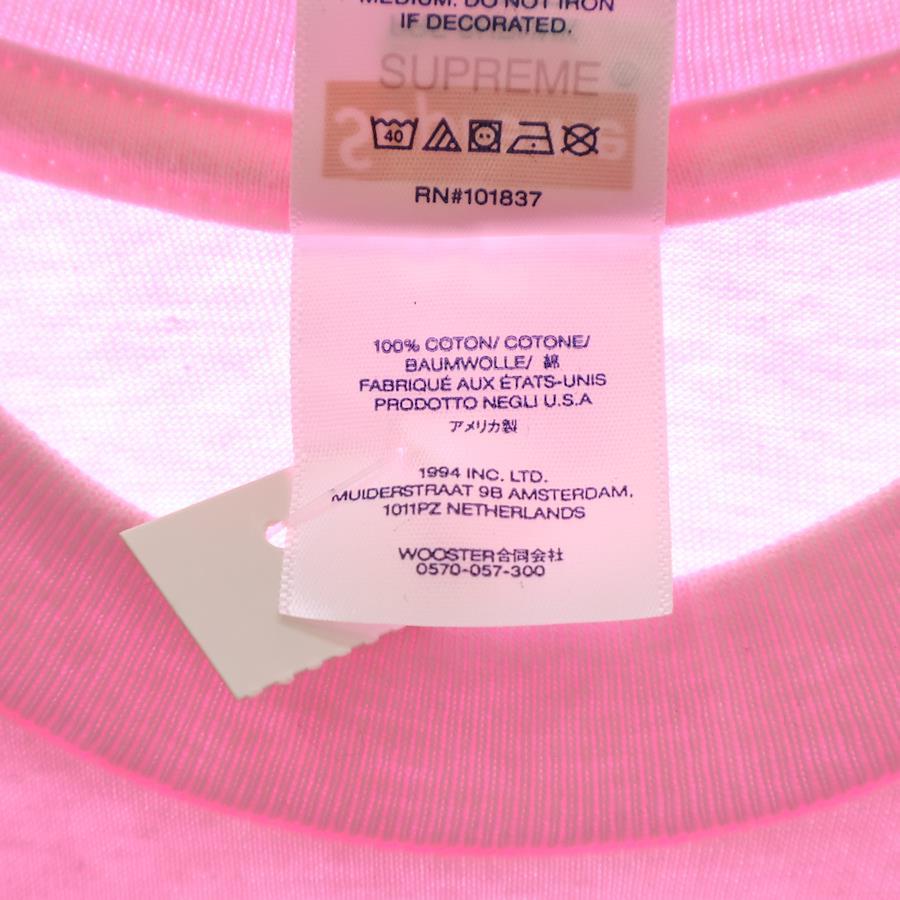 MEDIUM. DO NOT IRON
IF DECORATED.
SUPREME
40
RN#101837
100% COTON/ COTONE/
BAUMWOLLE/ 綿
FABRIQUÉ AUX ÉTATS-UNIS
PRODOTTO NEGLI U.S.A
アメリカ製
1994 INC. LTD.
MUIDERSTRAAT 9B AMSTERDAM,
1011PZ NETHERLANDS
WOOSTER合同会社
0570-057-300